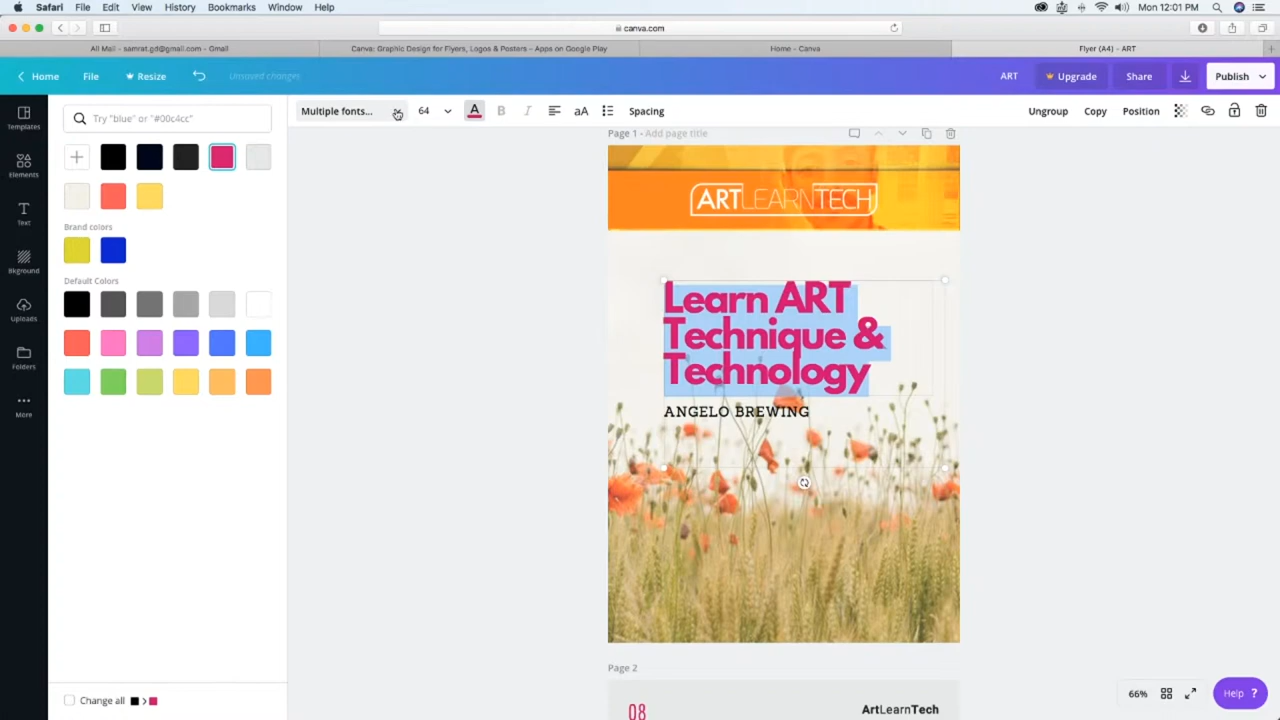 Safari File Edit View History Bookmarks Window Help Mon 12:01 PM
canva.com
All Mail - samrat.gd@gmail.com - Gmail Canva: Graphic Design for Flyers, Logos & Posters – Apps on Google Play Home - Canva Flyer (A4) - ART
Home File Resize Unsaved changes ART Upgrade Share Publish
Multiple fonts... 64 A B I aA Spacing Ungroup Copy Position
Try "blue" or "#00c4cc"
Templates
Elements
Text
Bkground
Uploads
Folders
More
Brand colors
Default Colors
Change all
Page 1 - Add page title
ARTLEARNTECH
Learn ART
Technique &
Technology
ANGELO BREWING
Page 2
08 ArtLearnTech
66% Help ?